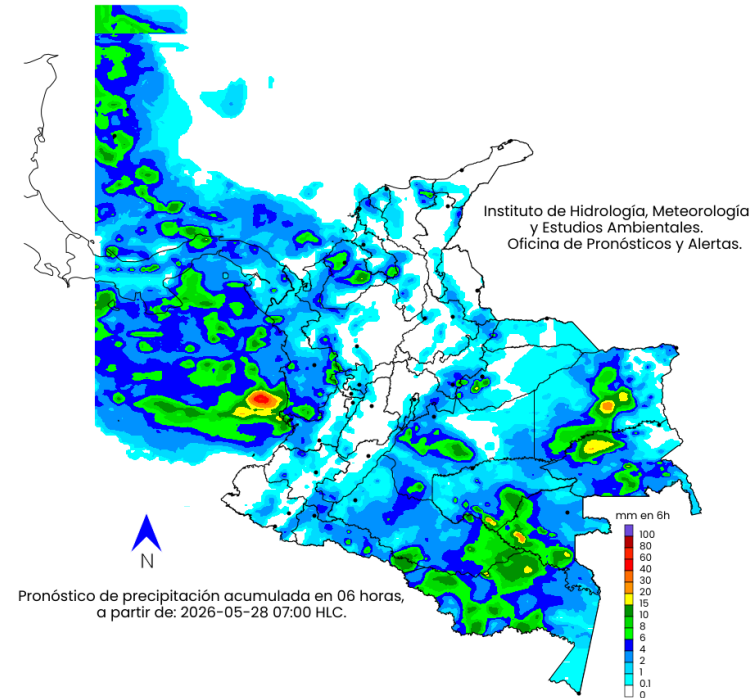 Instituto de Hidrología, Meteorología
y Estudios Ambientales.
Oficina de Pronósticos y Alertas.
N
Pronóstico de precipitación acumulada en 06 horas,
a partir de: 2026-05-28 07:00 HLC.
mm en 6h
100
80
60
40
30
20
15
10
8
6
4
2
1
0.1
0